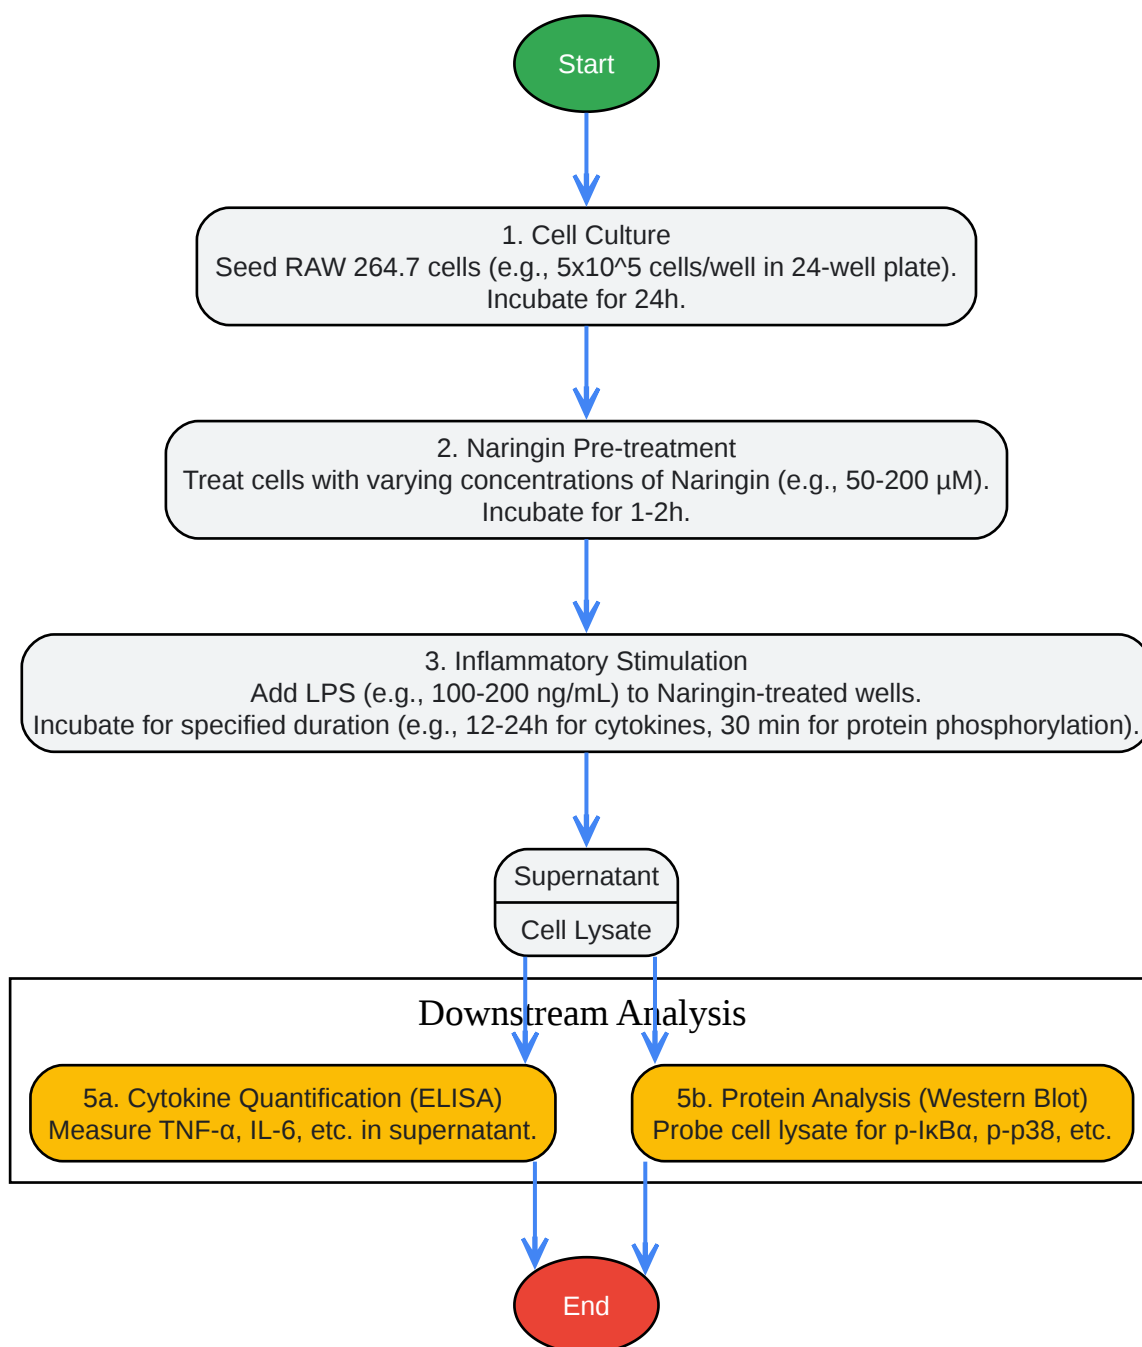 Start
1. Cell Culture
Seed RAW 264.7 cells (e.g., 5x10^5 cells/well in 24-well plate).
Incubate for 24h.
2. Naringin Pre-treatment
Treat cells with varying concentrations of Naringin (e.g., 50-200 µM).
Incubate for 1-2h.
3. Inflammatory Stimulation
Add LPS (e.g., 100-200 ng/mL) to Naringin-treated wells.
Incubate for specified duration (e.g., 12-24h for cytokines, 30 min for protein phosphorylation).
Supernatant
Cell Lysate
Downstream Analysis
5a. Cytokine Quantification (ELISA)
Measure TNF-α, IL-6, etc. in supernatant.
5b. Protein Analysis (Western Blot)
Probe cell lysate for p-IκBα, p-p38, etc.
End